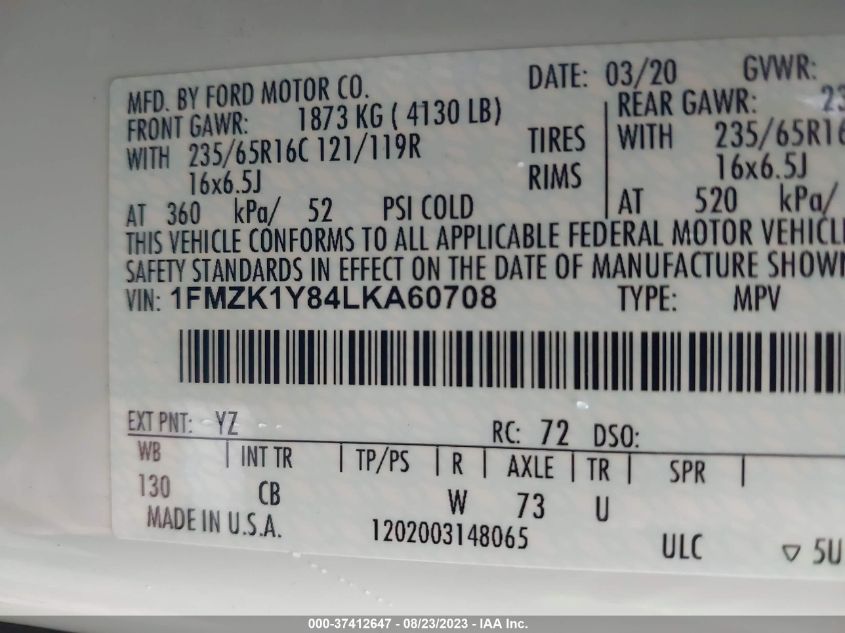 MFD. BY FORD MOTOR CO. DATE: 03/20 GVWR:
FRONT GAWR: 1873 KG ( 4130 LB) REAR GAWR:
WITH 235/65R16C 121/119R TIRES WITH 235/65R16
16x6.5J RIMS 16x6.5J
AT 360 kPa/ 52 PSI COLD AT 520 kPa/
THIS VEHICLE CONFORMS TO ALL APPLICABLE FEDERAL MOTOR
SAFETY STANDARDS IN EFFECT ON THE DATE OF MANUFACTURE
VIN: 1FMZK1Y84LKA60708 TYPE: MPV
EXT PNT: YZ RC: 72 DSO:
WB | INT TR | TP/PS | R | AXLE | TR | SPR |
130 CB W 73 U
MADE IN U.S.A. 1202003148065 ULC ▽ 5U
000-37412647 - 08/23/2023 - IAA Inc.